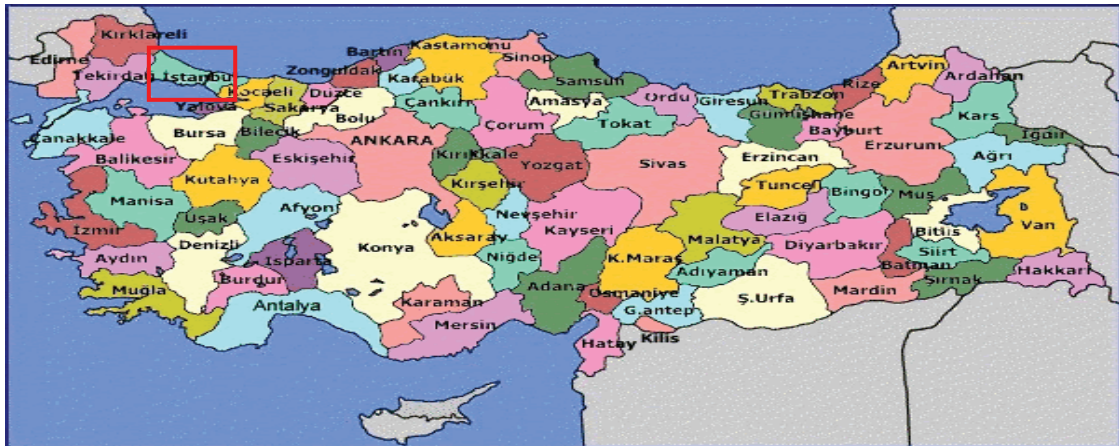 Kırklareli
Edirne
Tekirdağ
İstanbul
Kocaeli
Yalova
Sakarya
Düzce
Zonguldak
Bartın
Karabük
Kastamonu
Sinop
Samsun
Çankırı
Bolu
Çanakkale
Bursa
Bilecik
Balikesir
Eskişehir
ANKARA
Çorum
Amasya
Tokat
Ordu
Giresun
Trabzon
Gümüşhane
Rize
Artvin
Ardahan
Kars
Bayburt
Erzurum
Iğdır
Ağrı
Kırıkkale
Yozgat
Sivas
Erzincan
Kutahya
Manisa
Uşak
Afyon
Kırşehir
Nevşehir
Kayseri
Tuncel
Bingol
Muş
Elazığ
Malatya
Diyarbakır
Bitlis
Van
Siirt
Batman
Şırnak
Hakkari
İzmir
Aydın
Denizli
Isparta
Burdur
Muğla
Antalya
Konya
Aksaray
Niğde
Adana
K.Maraş
Adıyaman
Osmaniye
G.antep
Ş.Urfa
Mardin
Karaman
Mersin
Hatay
Kilis